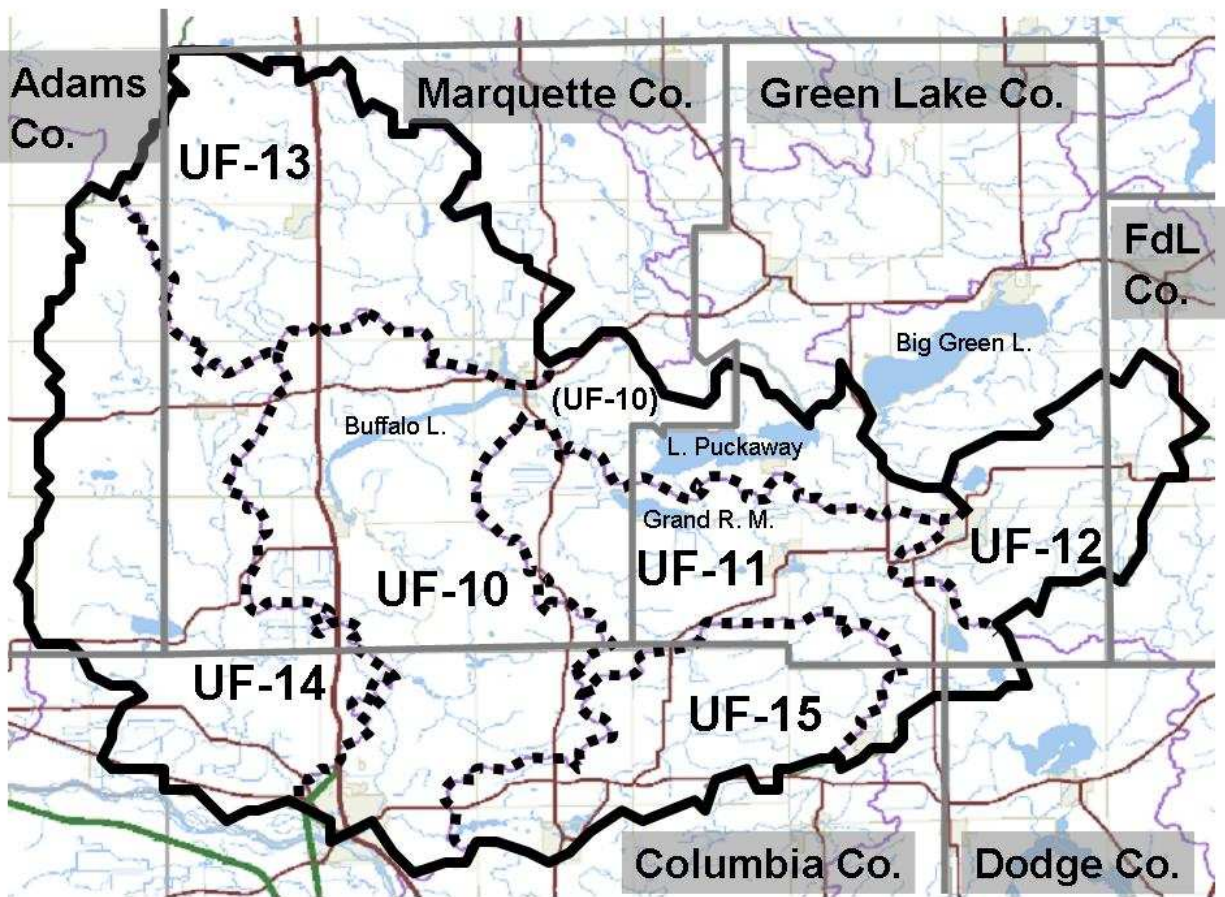 Adams
Co.
Marquette Co.
Green Lake Co.
UF-13
FdL
Co.
Big Green L.
(UF-10)
Buffalo L.
L. Puckaway
Grand R. M.
UF-11
UF-12
UF-10
UF-14
UF-15
Columbia Co.
Dodge Co.